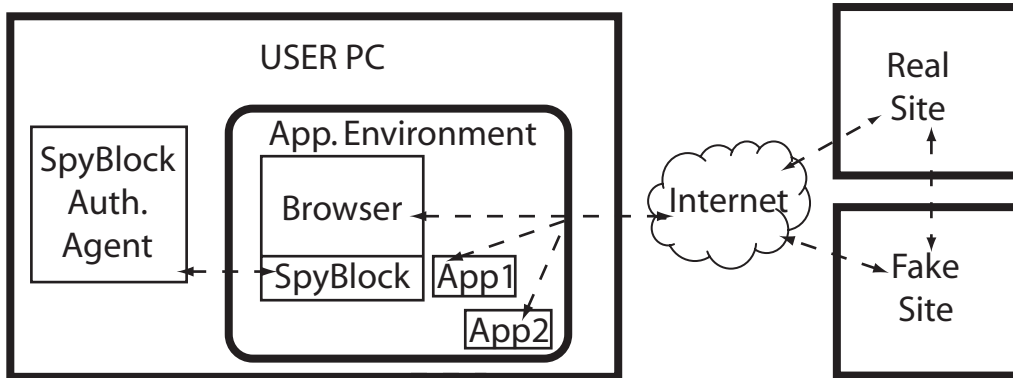 USER PC
App. Environment
SpyBlock
Auth.
Agent
Browser
SpyBlock
App1
App2
Internet
Real
Site
Fake
Site